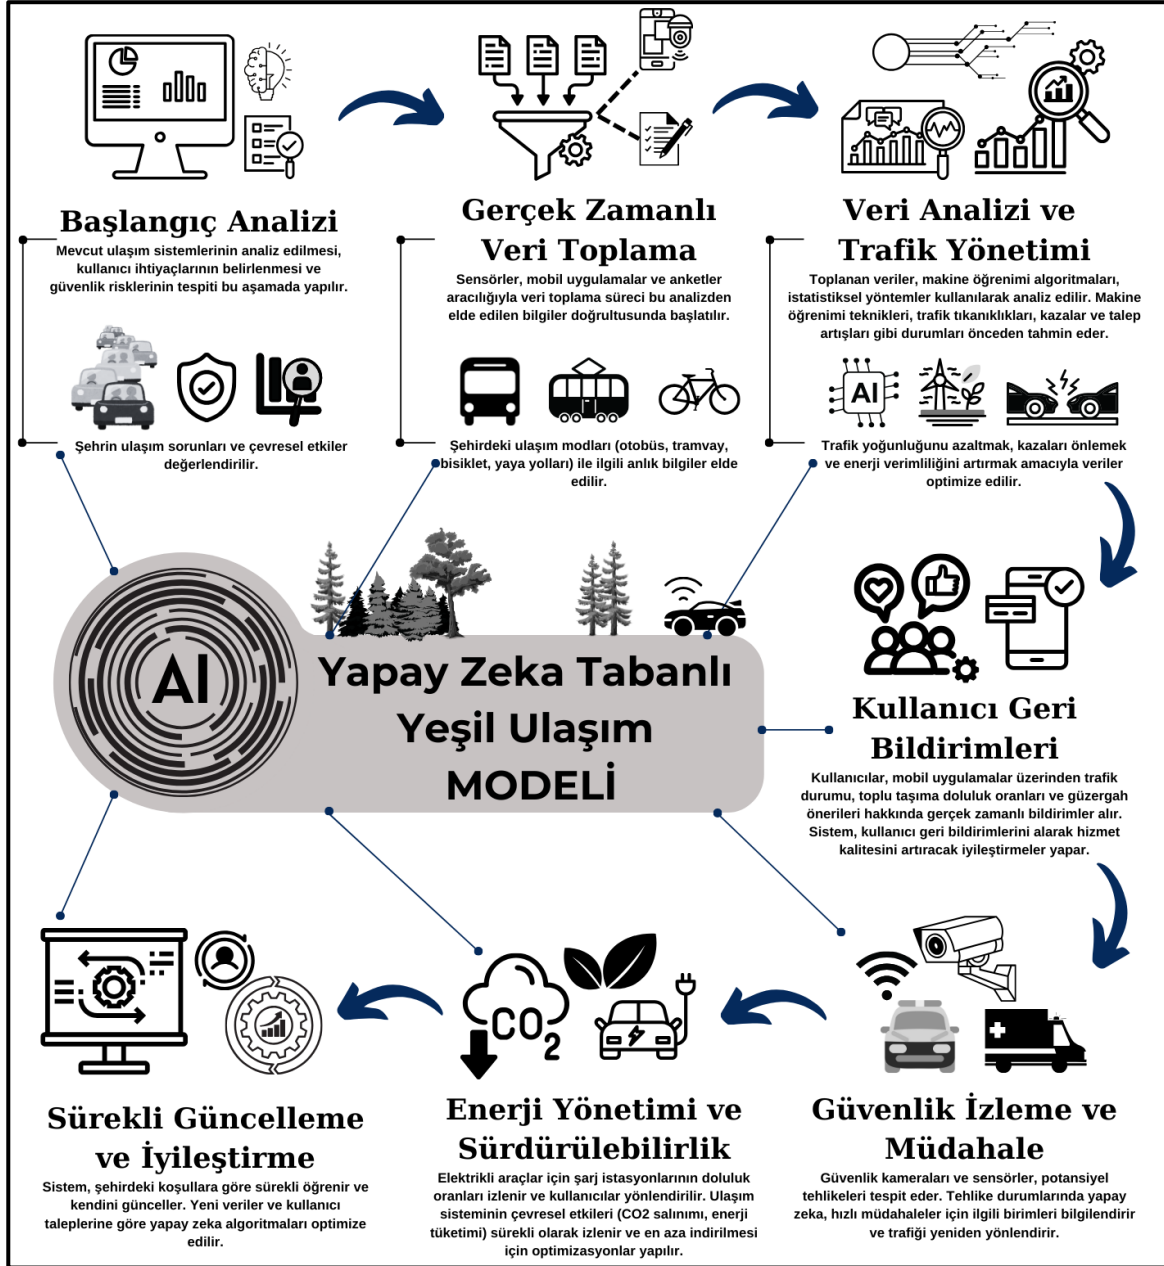 Başlangıç Analizi
Mevcut ulaşım sistemlerinin analiz edilmesi,
kullanıcı ihtiyaçlarının belirlenmesi ve
güvenlik risklerinin tespiti bu aşamada yapılır.
Şehrin ulaşım sorunları ve çevresel etkiler
değerlendirilir.
Gerçek Zamanlı
Veri Toplama
Sensörler, mobil uygulamalar ve anketler
aracılığıyla veri toplama süreci bu analizden
elde edilen bilgiler doğrultusunda başlatılır.
Şehirdeki ulaşım modları (otobüs, tramvay,
bisiklet, yaya yolları) ile ilgili anlık bilgiler elde
edilir.
Veri Analizi ve
Trafik Yönetimi
Toplanan veriler, makine öğrenimi algoritmaları,
istatistiksel yöntemler kullanılarak analiz edilir. Makine
öğrenimi teknikleri, trafik tıkanıklıkları, kazalar ve talep
artışları gibi durumları önceden tahmin eder.
AI
Trafik yoğunluğunu azaltmak, kazaları önlemek
ve enerji verimliliğini artırmak amacıyla veriler
optimize edilir.
AI
Yapay Zeka Tabanlı
Yeşil Ulaşım
MODELİ
Kullanıcı Geri
Bildirimleri
Kullanıcılar, mobil uygulamalar üzerinden trafik
durumu, toplu taşıma doluluk oranları ve güzergah
önerileri hakkında gerçek zamanlı bildirimler alır.
Sistem, kullanıcı geri bildirimlerini alarak hizmet
kalitesini artıracak iyileştirmeler yapar.
Güvenlik İzleme ve
Müdahale
Güvenlik kameraları ve sensörler, potansiyel
tehlikeleri tespit eder. Tehlike durumlarında yapay
zeka, hızlı müdahaleler için ilgili birimleri bilgilendirir
ve trafiği yeniden yönlendirir.
CO2
Enerji Yönetimi ve
Sürdürülebilirlik
Elektrikli araçlar için şarj istasyonlarının doluluk
oranları izlenir ve kullanıcılar yönlendirilir. Ulaşım
sisteminin çevresel etkileri (CO2 salınımı, enerji
tüketimi) sürekli olarak izlenir ve en aza indirilmesi
için optimizasyonlar yapılır.
Sürekli Güncelleme
ve İyileştirme
Sistem, şehirdeki koşullara göre sürekli öğrenir ve
kendini günceller. Yeni veriler ve kullanıcı
taleplerine göre yapay zeka algoritmaları optimize
edilir.